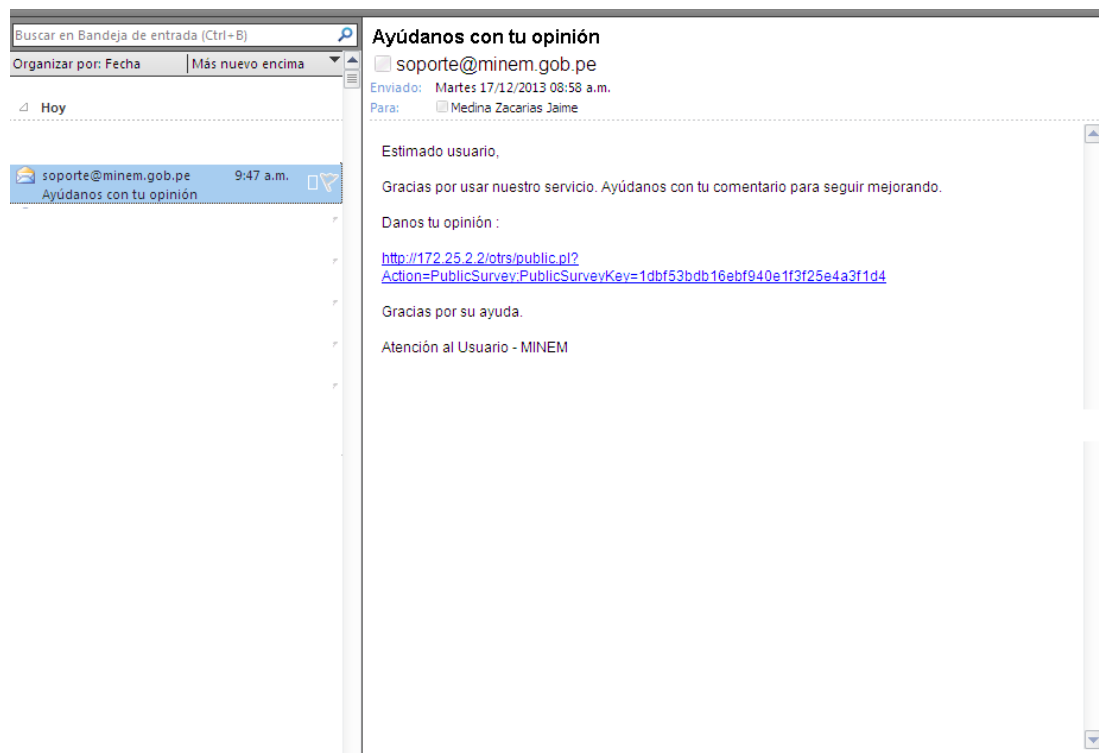 Buscar en Bandeja de entrada (Ctrl+B)
Organizar por: Fecha Más nuevo encima
Hoy
soporte@minem.gob.pe 9:47 a.m.
Ayúdanos con tu opinión
Ayúdanos con tu opinión
soporte@minem.gob.pe
Enviado: Martes 17/12/2013 08:58 a.m.
Para: Medina Zacarias Jaime
Estimado usuario,
Gracias por usar nuestro servicio. Ayúdanos con tu comentario para seguir mejorando.
Danos tu opinión :
http://172.25.2.2/otrs/public.pl?
Action=PublicSurvey;PublicSurveyKey=1dbf53bdb16ebf940e1f3f25e4a3f1d4
Gracias por su ayuda.
Atención al Usuario - MINEM